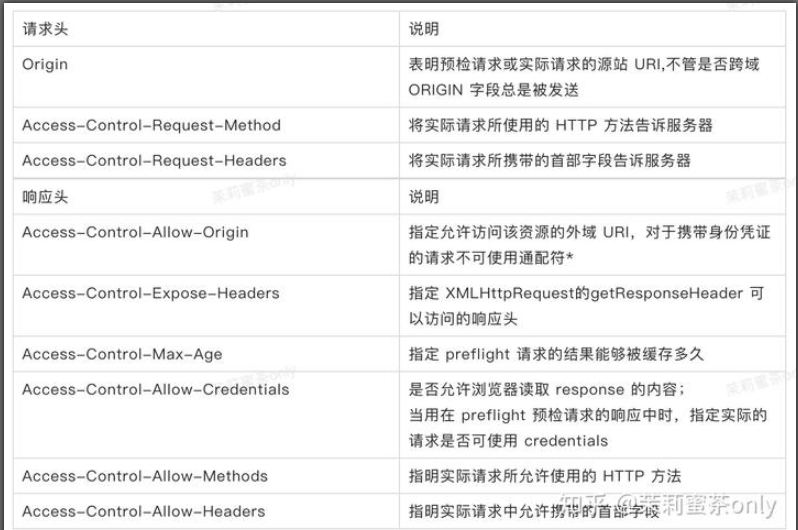 请求头 说明
Origin 表明预检请求或实际请求的源站 URI,不管是否跨域
ORIGIN 字段总是被发送
Access-Control-Request-Method 将实际请求所使用的 HTTP 方法告诉服务器
Access-Control-Request-Headers 将实际请求所携带的首部字段告诉服务器
响应头 说明
Access-Control-Allow-Origin 指定允许访问该资源的外域 URI，对于携带身份凭证
的请求不可使用通配符*
Access-Control-Expose-Headers 指定 XMLHttpRequest的getResponseHeader 可
以访问的响应头
Access-Control-Max-Age 指定 preflight 请求的结果能够被缓存多久
Access-Control-Allow-Credentials 是否允许浏览器读取 response 的内容；
当用在 preflight 预检请求的响应中时，指定实际的
请求是否可使用 credentials
Access-Control-Allow-Methods 指明实际请求所允许使用的 HTTP 方法
Access-Control-Allow-Headers 指明实际请求中允许携带的首部字段
知乎 @茉莉蜜茶only
茉莉蜜茶only